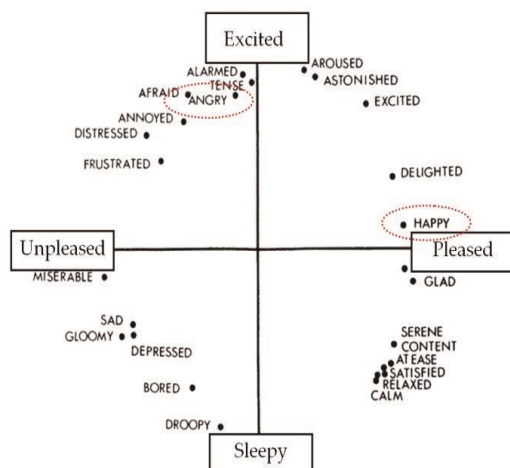 Excited
AROUSED
ALARMED
ASTONISHED
TENSE
AFRAID
ANGRY
EXCITED
ANNOYED
DISTRESSED
FRUSTRATED
DELIGHTED
HAPPY
Unpleased
Pleased
MISERABLE
GLAD
SAD
SERENE
GLOOMY
CONTENT
DEPRESSED
AT EASE
SATISFIED
BORED
RELAXED
CALM
DROOPY
Sleepy